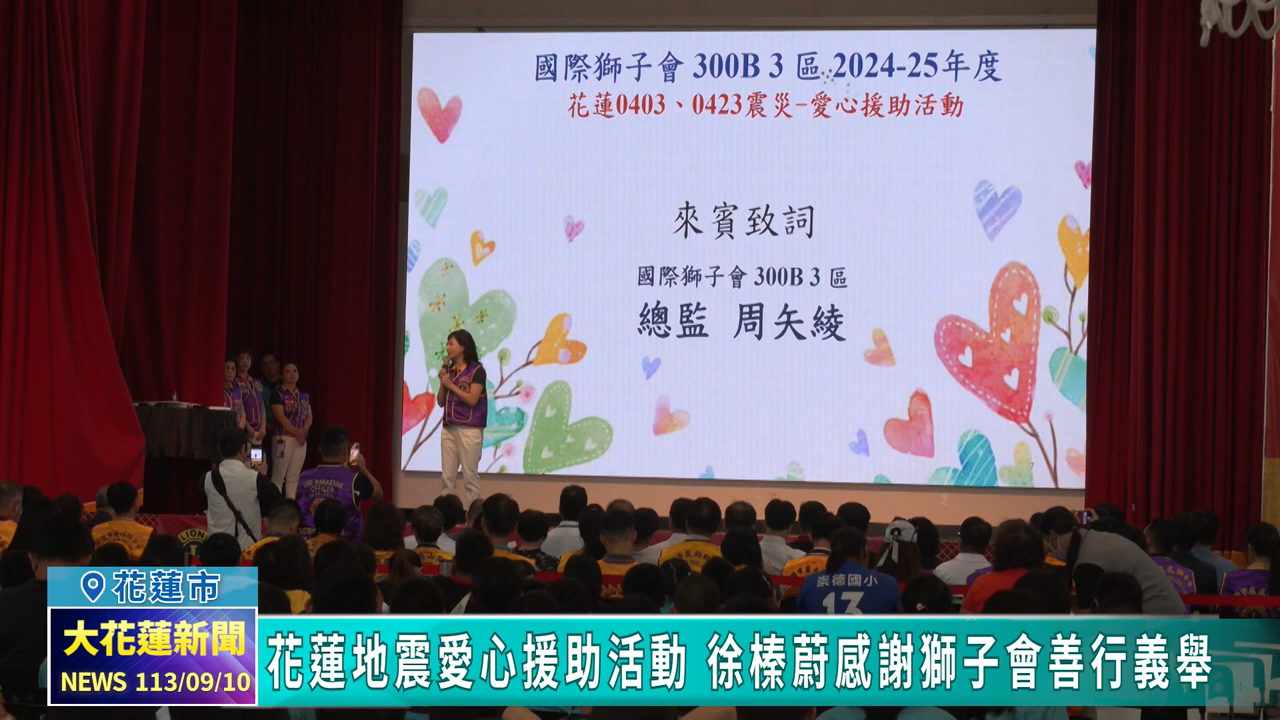 國際獅子會 300B 3 區 2024-25年度
花蓮0403、0423震災-愛心援助活動
來賓致詞
國際獅子會 300B 3 區
總監 周矢綾
7
LION
崇德國小
13
花蓮市
大花蓮新聞
NEWS 113/09/10
花蓮地震愛心援助活動 徐榛蔚感謝獅子會善行義舉